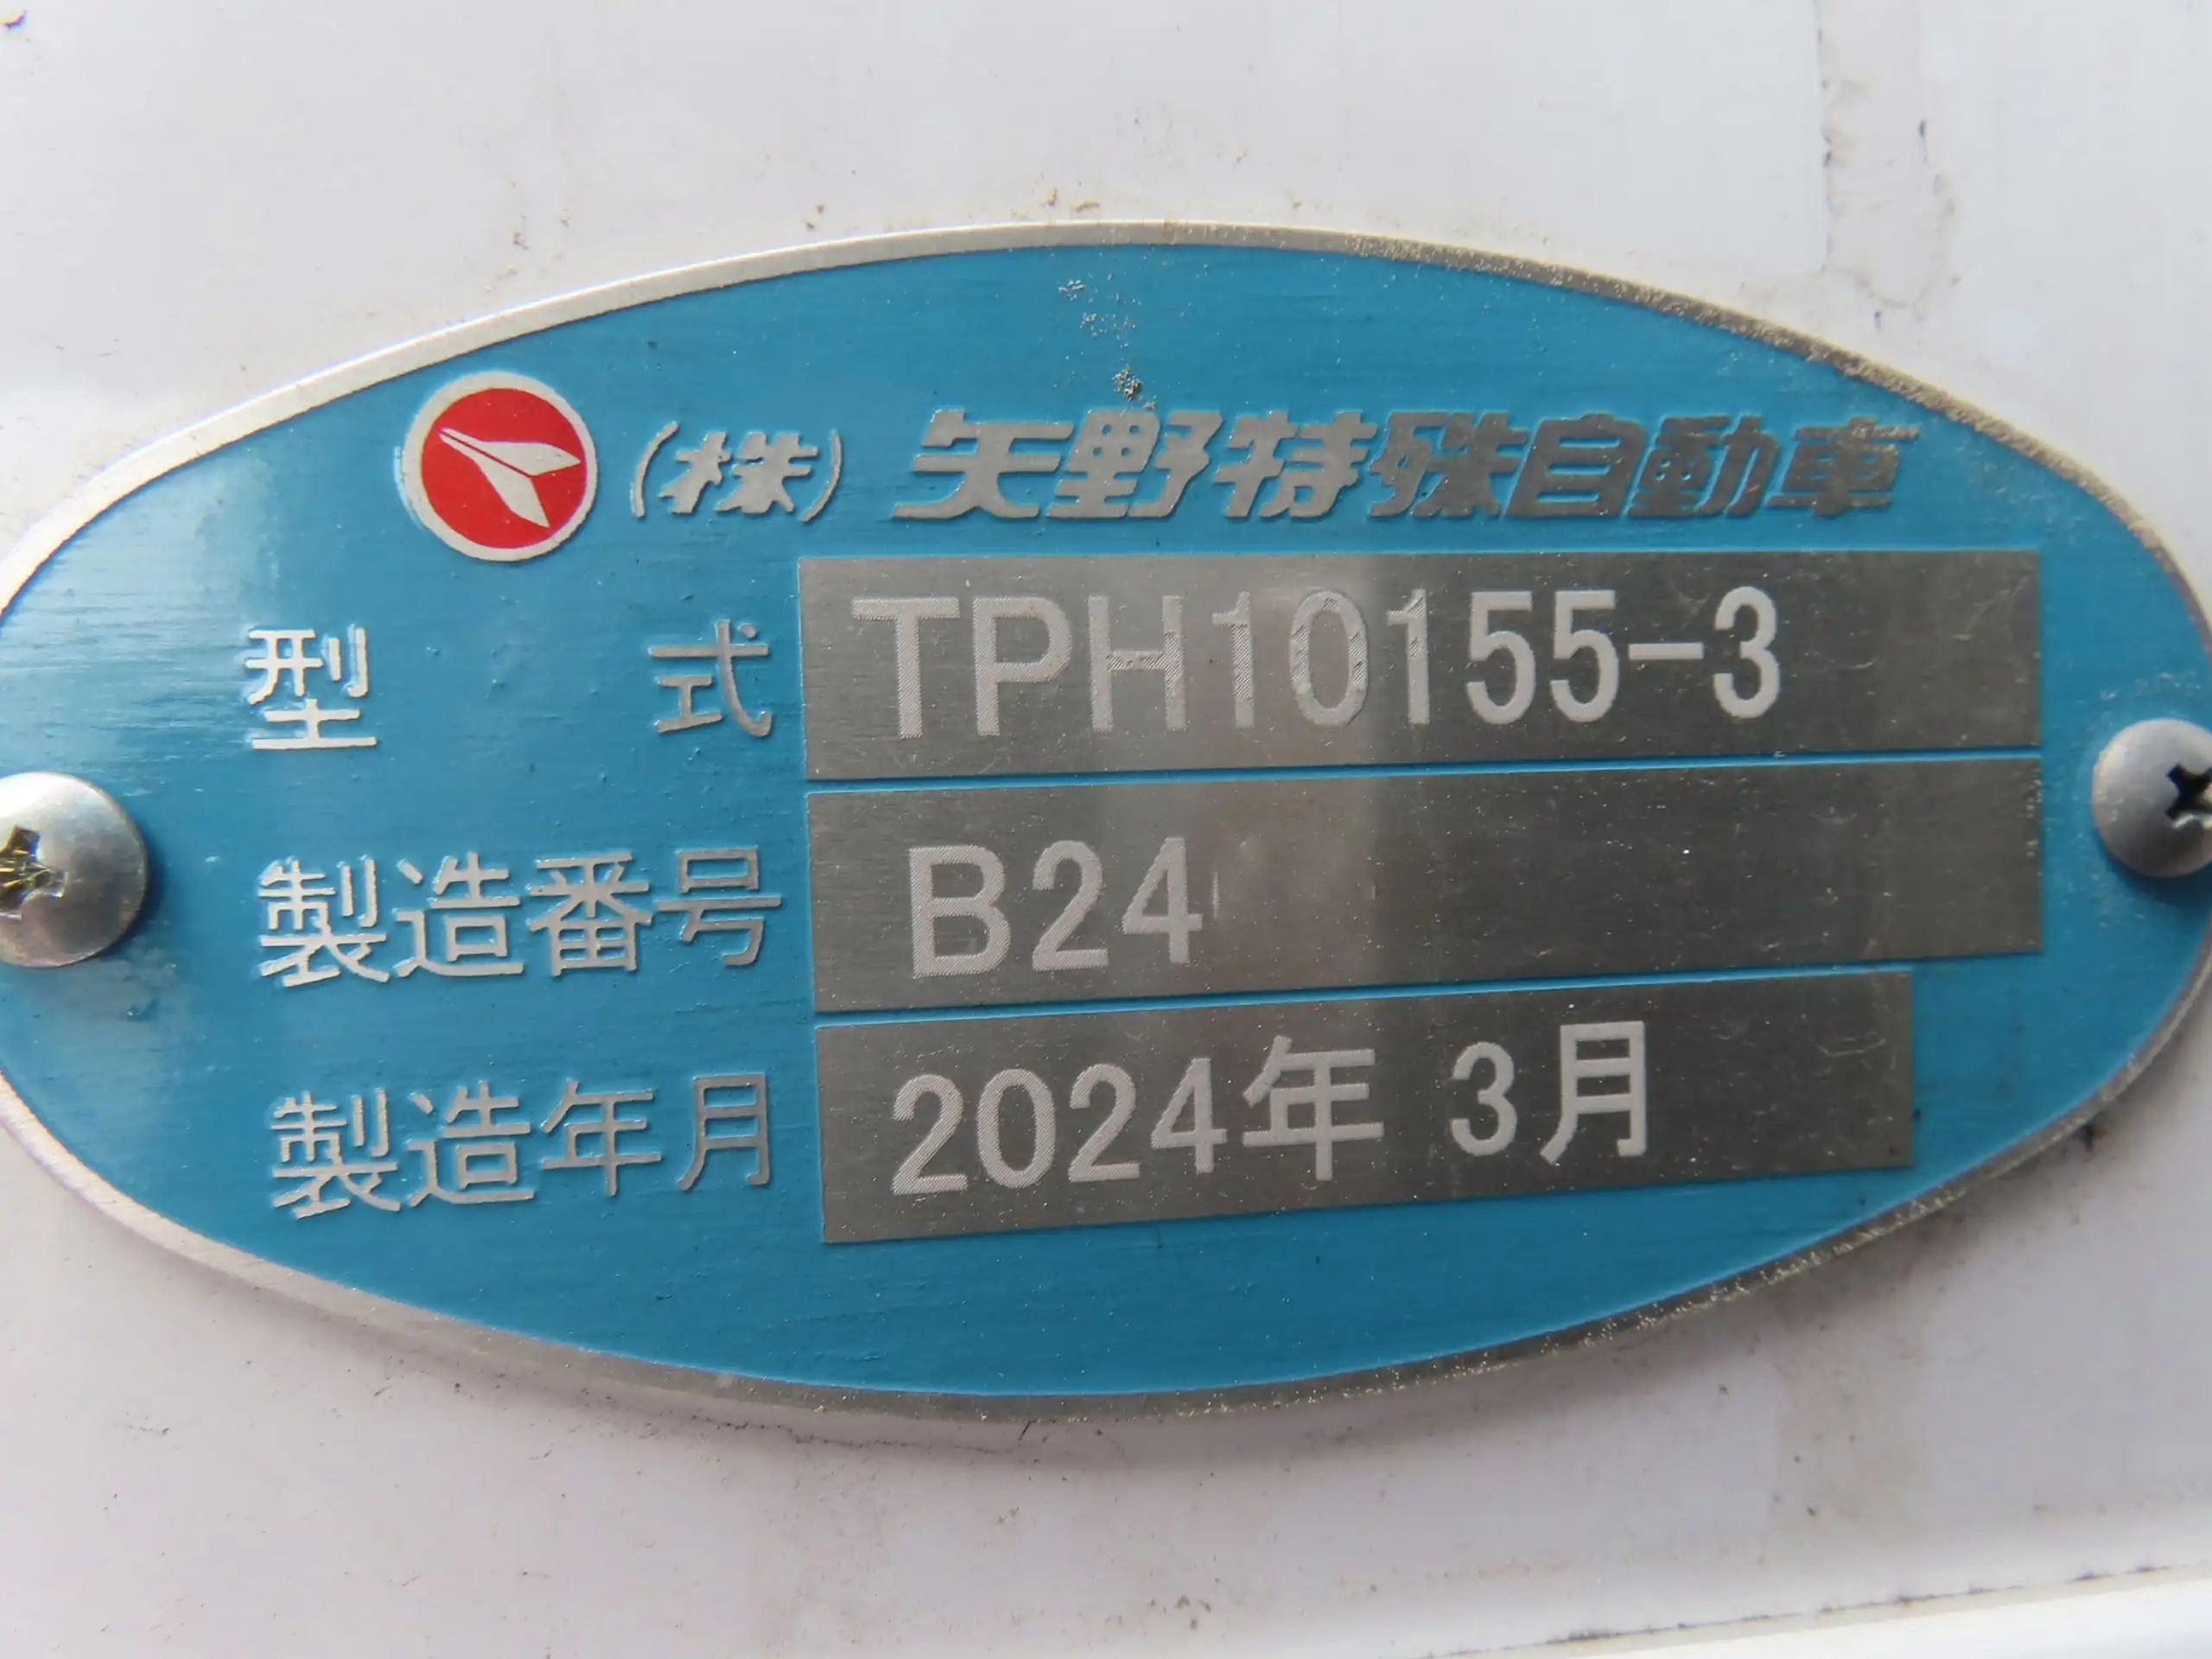 (株) 矢野特殊自動車
型式 TPH10155-3
製造番号 B24
製造年月 2024年 3月